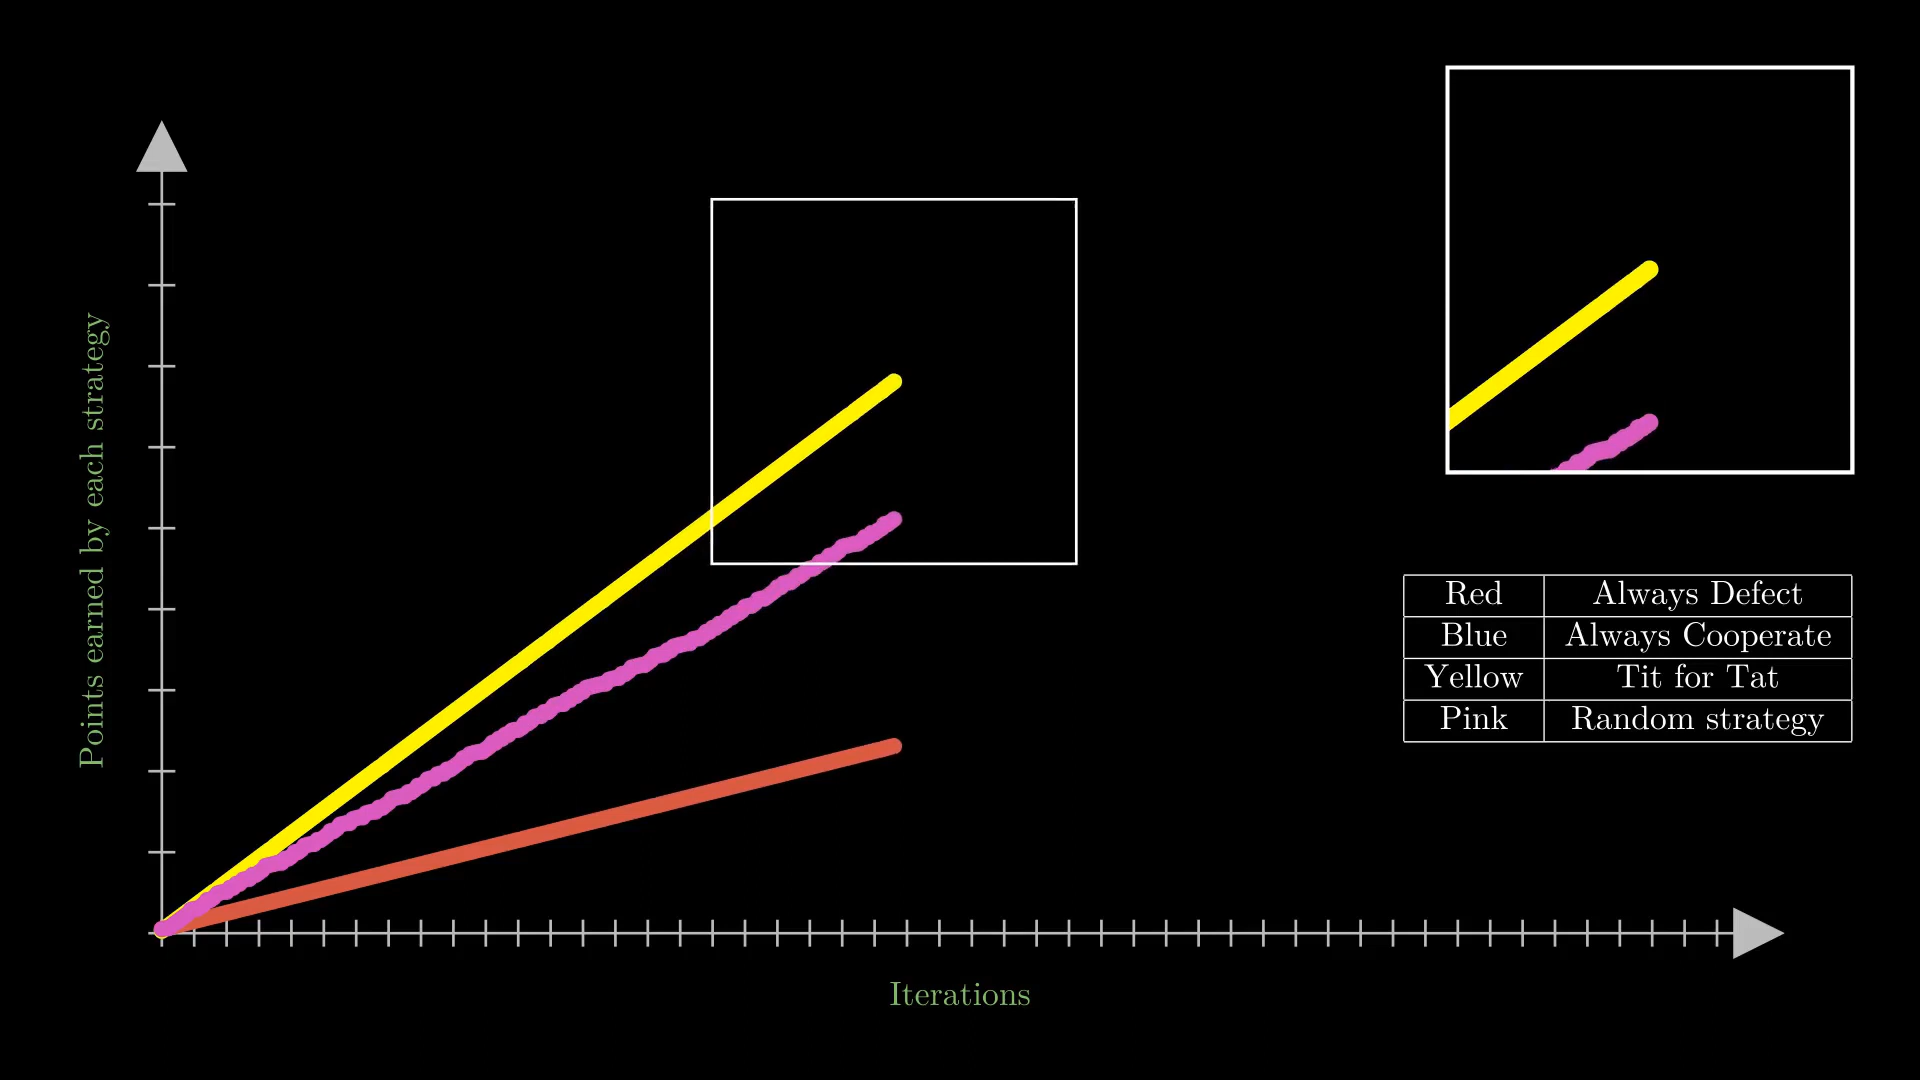 Points earned by each strategy
Red Always Defect
Blue Always Cooperate
Yellow Tit for Tat
Pink Random strategy
Iterations